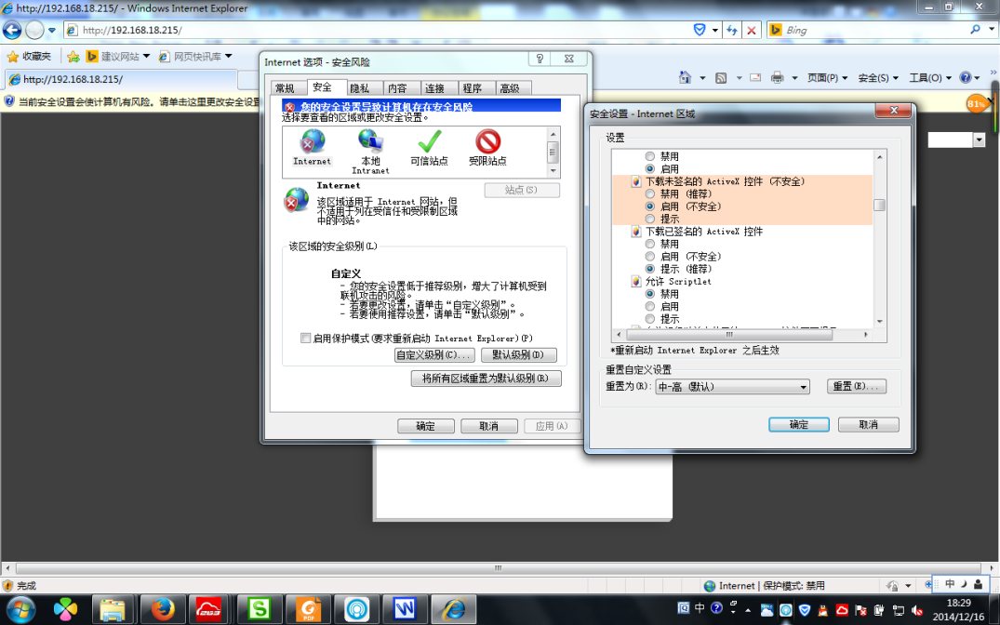 http://192.168.18.215/ - Windows Internet Explorer
http://192.168.18.215/
Bing
收藏夹
建议网站
网页快讯库
http://192.168.18.215/
页面(P)
安全(S)
工具(O)
当前安全设置会使计算机有风险。请单击这里更改安全设置
81%
Internet 选项 - 安全风险
常规
安全
隐私
内容
连接
程序
高级
您的安全设置导致计算机存在安全风险
选择要查看的区域或更改安全设置。
Internet
本地
Intranet
可信站点
受限站点
Internet
站点(S)
该区域适用于 Internet 网站，但
不适用于列在受信任和受限制区域
中的网站。
该区域的安全级别(L)
自定义
- 您的安全设置低于推荐级别，增大了计算机受到
联机攻击的风险。
- 若要更改设置，请单击“自定义级别”。
- 若要使用推荐设置，请单击“默认级别”。
启用保护模式(要求重新启动 Internet Explorer)(P)
自定义级别(C)...
默认级别(D)
将所有区域重置为默认级别(R)
确定
取消
应用(A)
安全设置 - Internet 区域
设置
禁用
启用
下载未签名的 ActiveX 控件 (不安全)
禁用 (推荐)
启用 (不安全)
提示
下载已签名的 ActiveX 控件
禁用
启用 (不安全)
提示 (推荐)
允许 Scriptlet
禁用
启用
提示
*重新启动 Internet Explorer 之后生效
重置自定义设置
重置为(R):
中-高 (默认)
重置(E)...
确定
取消
完成
Internet | 保护模式: 禁用
中
中
18:29
2014/12/16